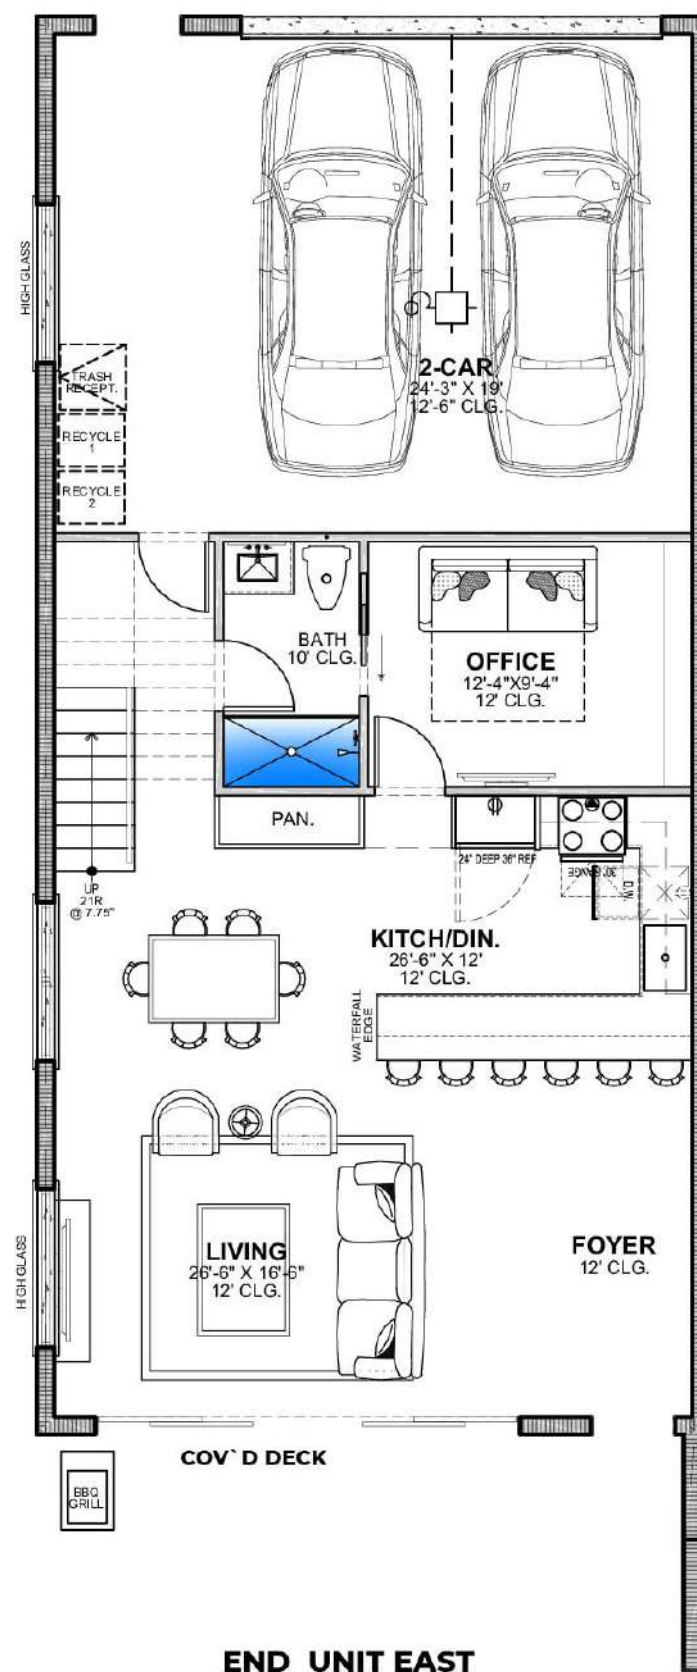 HIGH GLASS
2-CAR
24'-3" X 19'
12'-6" CLG.
TRASH
RECEPT.
RECYCLE
1
RECYCLE
2
BATH
10' CLG.
OFFICE
12'-4"X9'-4"
12' CLG.
PAN.
24" DEEP 36" REF
30" RANGE
D.W.
UP
21R
@ 7.75"
KITCH/DIN.
26'-6" X 12'
12' CLG.
WATERFALL
EDGE
HIGH GLASS
LIVING
26'-6" X 16'-6"
12' CLG.
FOYER
12' CLG.
COV`D DECK
BBQ
GRILL
END UNIT EAST